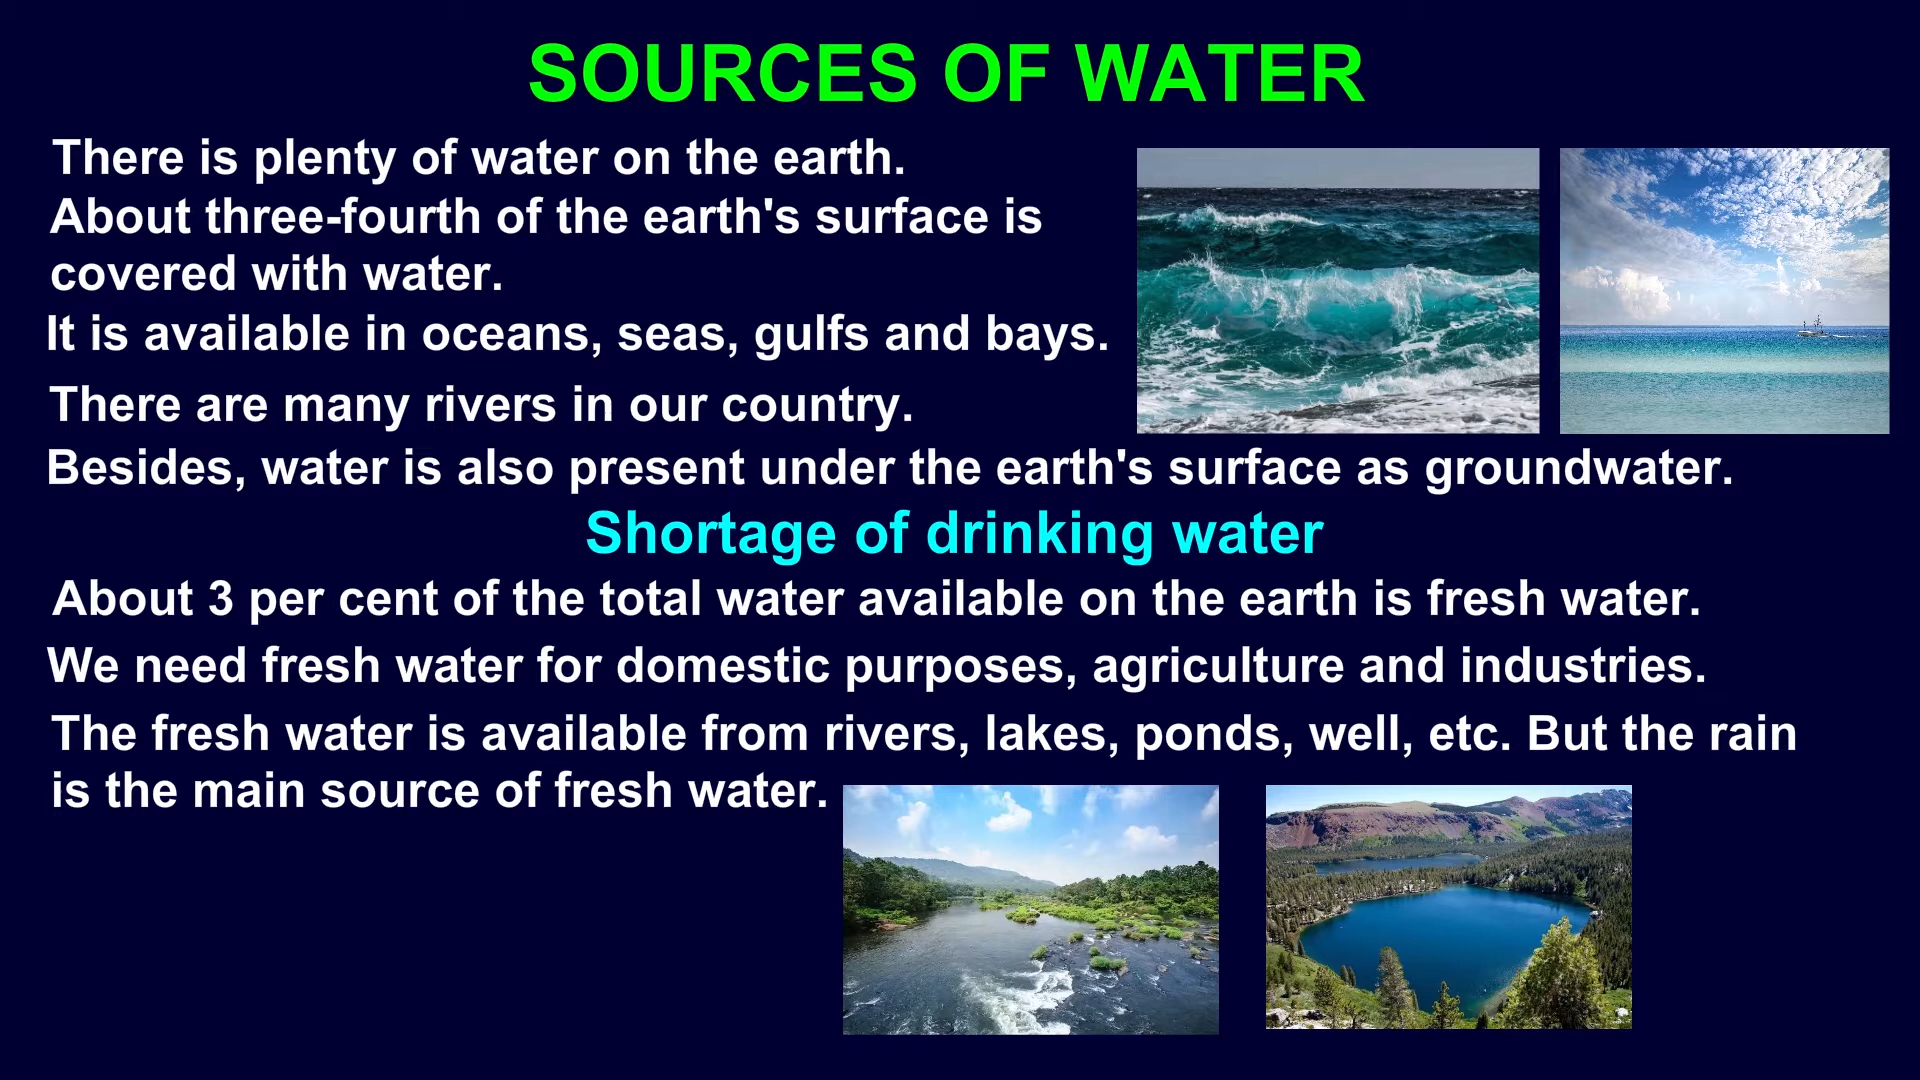 SOURCES OF WATER
There is plenty of water on the earth.
About three-fourth of the earth's surface is
covered with water.
It is available in oceans, seas, gulfs and bays.
There are many rivers in our country.
Besides, water is also present under the earth's surface as groundwater.
Shortage of drinking water
About 3 per cent of the total water available on the earth is fresh water.
We need fresh water for domestic purposes, agriculture and industries.
The fresh water is available from rivers, lakes, ponds, well, etc. But the rain
is the main source of fresh water.